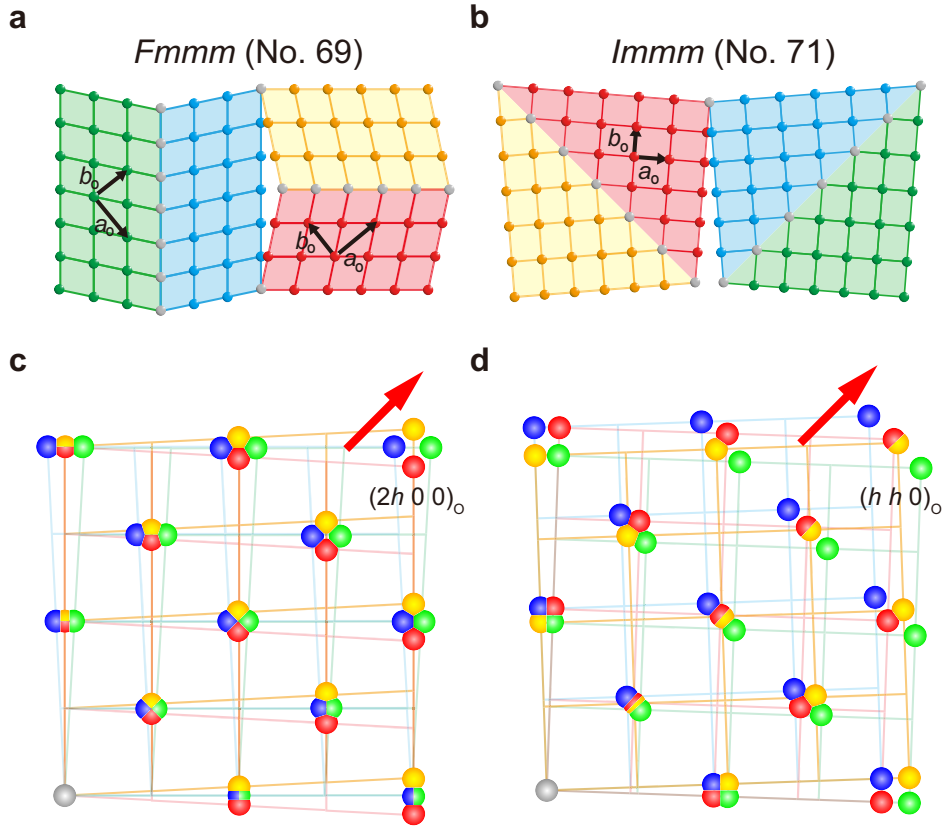 a
Fmmm (No. 69)
bₒ
aₒ
bₒ
aₒ
b
Immm (No. 71)
bₒ
aₒ
c
(2h 0 0)O
d
(h h 0)O